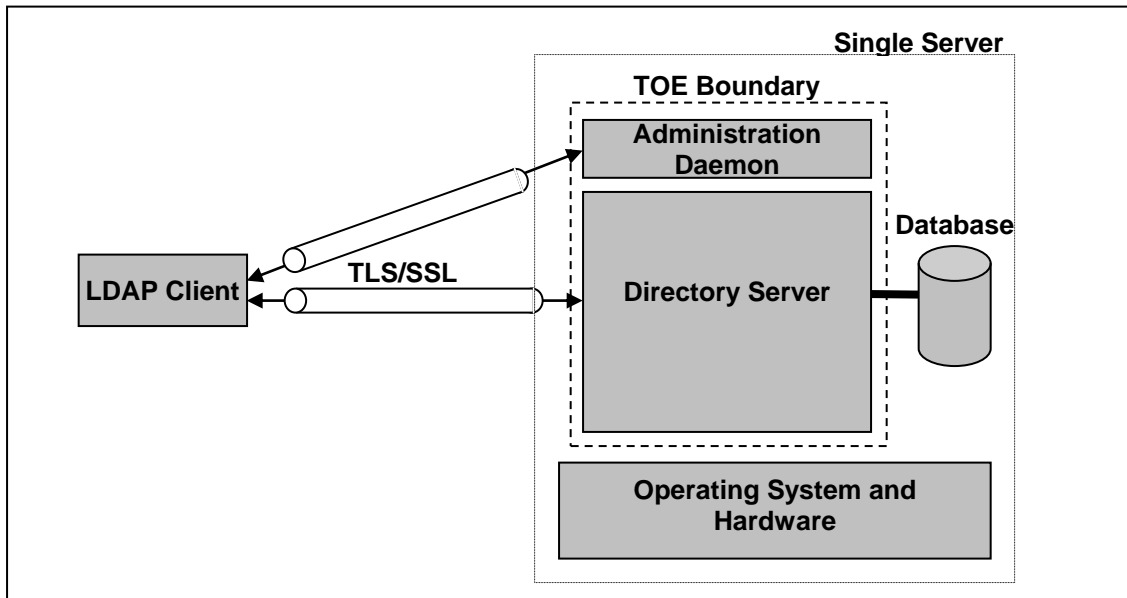 Single Server
TOE Boundary
Administration
Daemon
Database
TLS/SSL
LDAP Client
Directory Server
Operating System and
Hardware